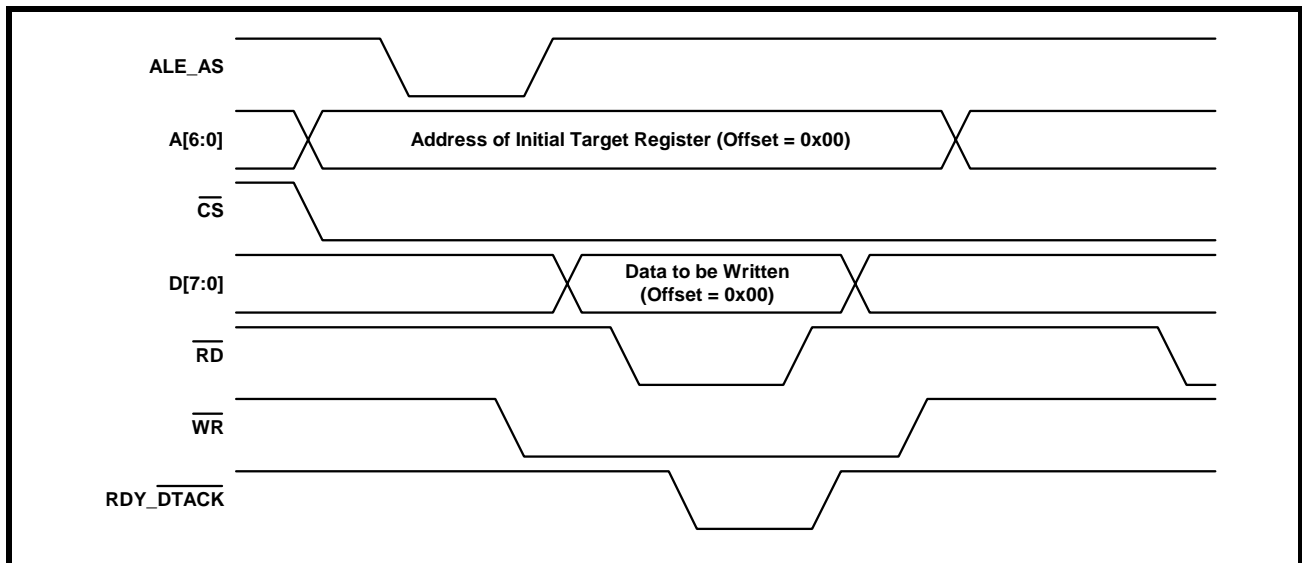 ALE_AS
A[6:0]
Address of Initial Target Register (Offset = 0x00)
CS
D[7:0]
Data to be Written
(Offset = 0x00)
RD
WR
RDY_DTACK